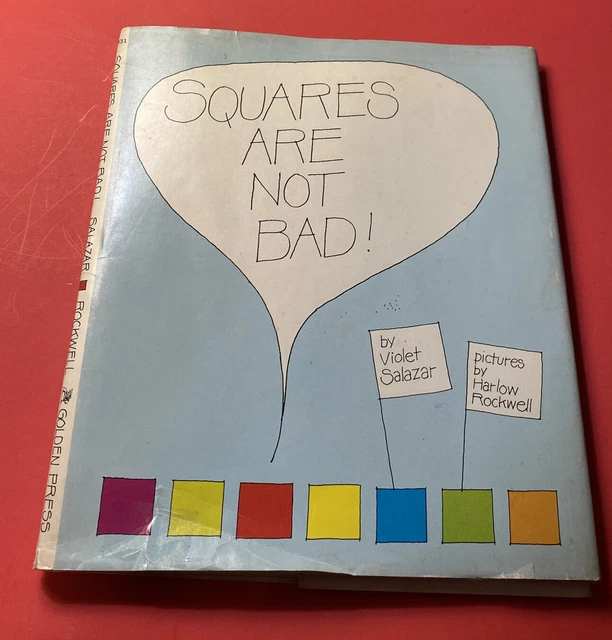 SQUARES
ARE
NOT
BAD!
by
Violet
Salazar
pictures
by
Harlow
Rockwell
SQUARES ARE NOT BAD! SALAZAR ROCKWELL GOLDEN PRESS